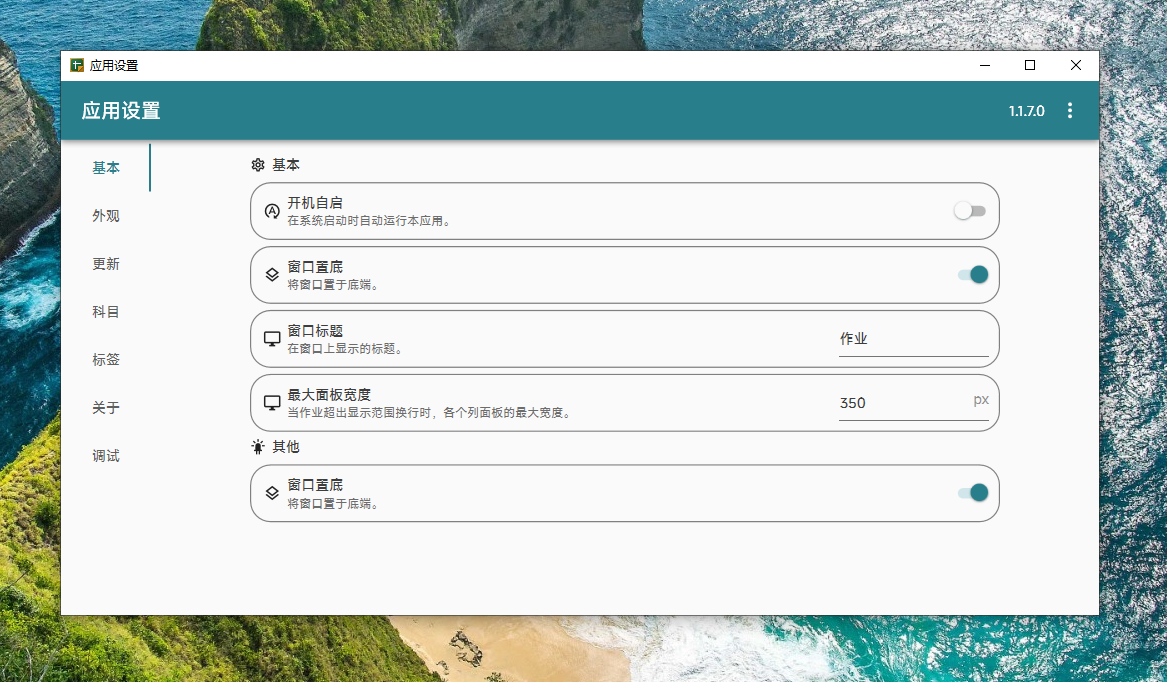 应用设置
应用设置
1.1.7.0
基本
外观
更新
科目
标签
关于
调试
基本
开机自启
在系统启动时自动运行本应用。
窗口置底
将窗口置于底端。
窗口标题
在窗口上显示的标题。
作业
最大面板宽度
当作业超出显示范围换行时，各个列面板的最大宽度。
350 px
其他
窗口置底
将窗口置于底端。